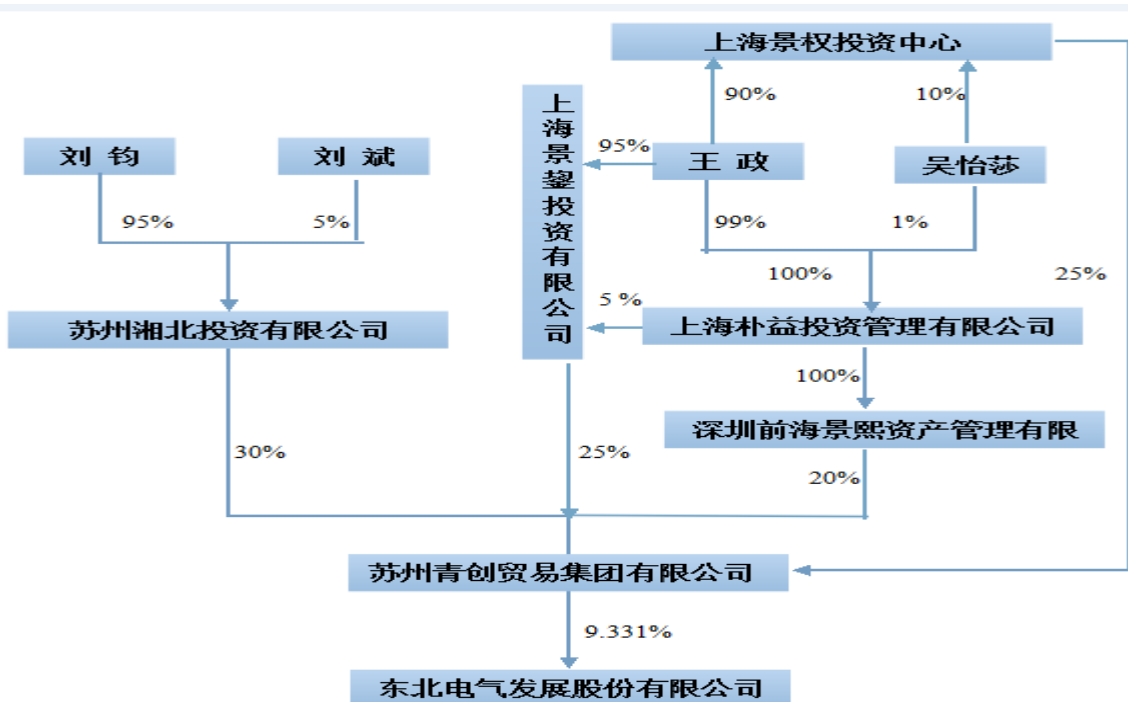 上海景权投资中心
90%
10%
上海景鋆投资有限公司
刘 钧
刘 斌
95%
王 政
吴怡莎
95%
5%
99%
1%
100%
25%
5 %
苏州湘北投资有限公司
上海朴益投资管理有限公司
100%
深圳前海景熙资产管理有限
30%
25%
20%
苏州青创贸易集团有限公司
9.331%
东北电气发展股份有限公司